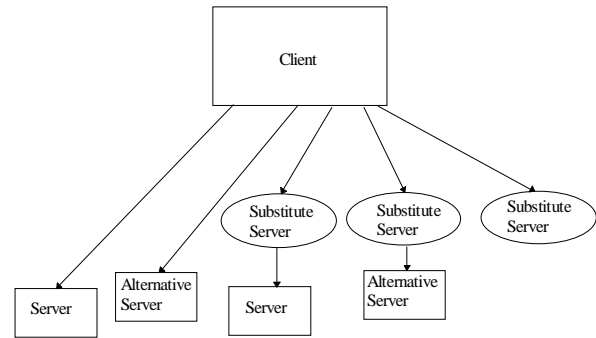 Client
Substitute
Server
Substitute
Server
Substitute
Server
Server
Alternative
Server
Server
Alternative
Server